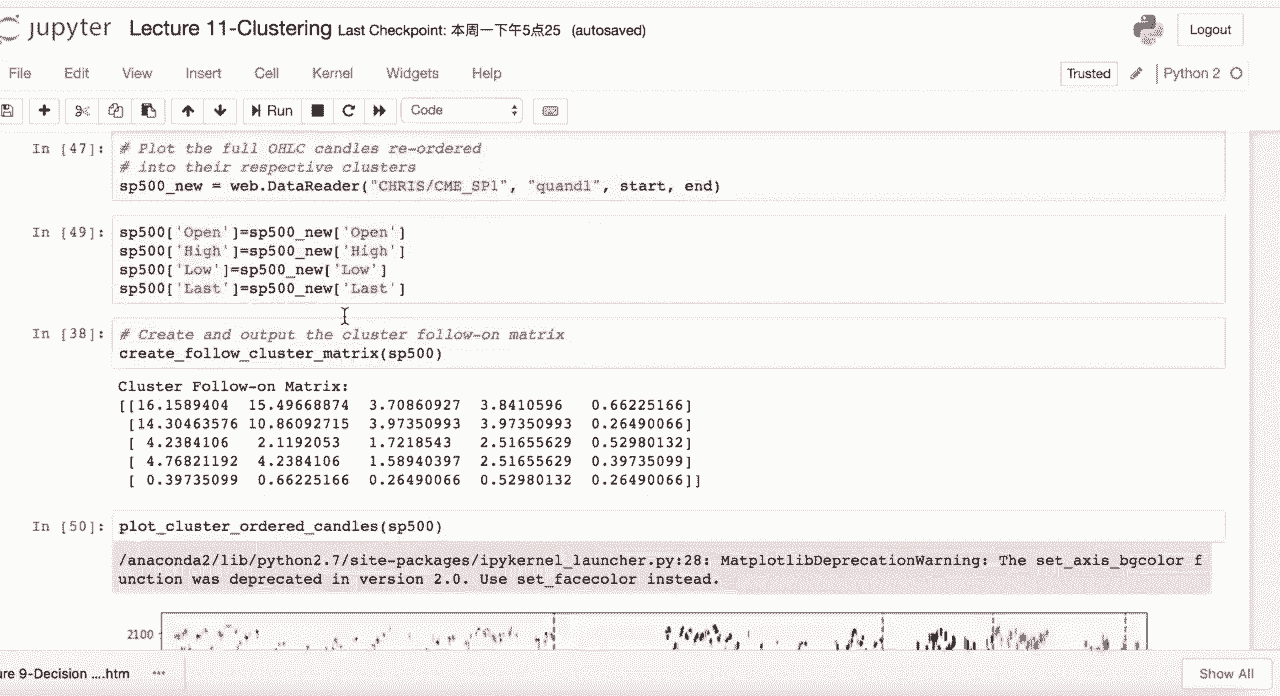 jupyter Lecture 11-Clustering Last Checkpoint: 本周一下午5点25 (autosaved)
Logout
File Edit View Insert Cell Kernel Widgets Help
Trusted Python 2
Run Code
In [47]: # Plot the full OHLC candles re-ordered
# into their respective clusters
sp500_new = web.DataReader("CHRIS/CME_SP1", "quandl", start, end)
In [49]: sp500['Open']=sp500_new['Open']
sp500['High']=sp500_new['High']
sp500['Low']=sp500_new['Low']
sp500['Last']=sp500_new['Last']
In [38]: # Create and output the cluster follow-on matrix
create_follow_cluster_matrix(sp500)
Cluster Follow-on Matrix:
[[16.1589404 15.49668874 3.70860927 3.8410596 0.66225166]
[14.30463576 10.86092715 3.97350993 3.97350993 0.26490066]
[ 4.2384106 2.1192053 1.7218543 2.51655629 0.52980132]
[ 4.76821192 4.2384106 1.58940397 2.51655629 0.39735099]
[ 0.39735099 0.66225166 0.26490066 0.52980132 0.26490066]]
In [50]: plot_cluster_ordered_candles(sp500)
/anaconda2/lib/python2.7/site-packages/ipykernel_launcher.py:28: MatplotlibDeprecationWarning: The set_axis_bgcolor f
unction was deprecated in version 2.0. Use set_facecolor instead.
2100
ure 9-Decision ....htm
Show All